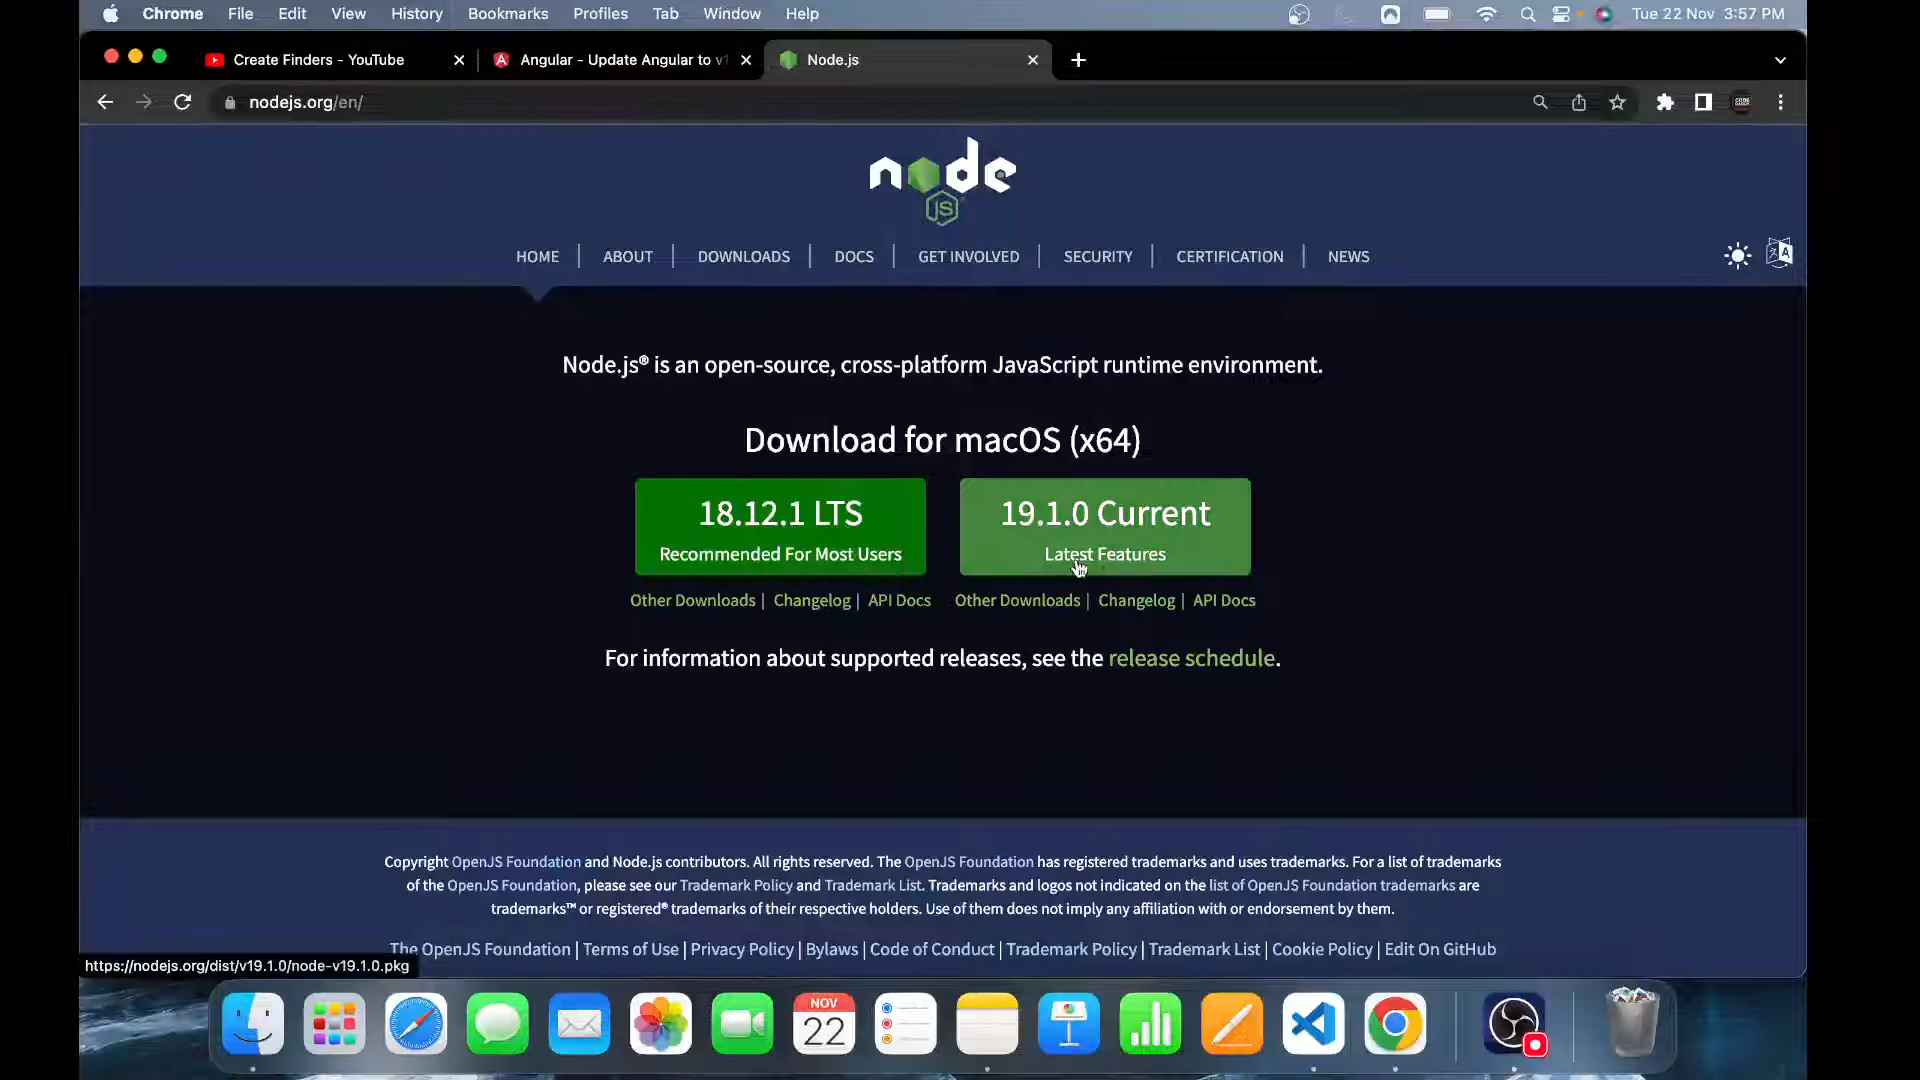 Chrome File Edit View History Bookmarks Profiles Tab Window Help Tue 22 Nov 3:57 PM
Create Finders - YouTube Angular - Update Angular to v1 Node.js
nodejs.org/en/
node
JS
HOME | ABOUT | DOWNLOADS | DOCS | GET INVOLVED | SECURITY | CERTIFICATION | NEWS
Node.js® is an open-source, cross-platform JavaScript runtime environment.
Download for macOS (x64)
18.12.1 LTS 19.1.0 Current
Recommended For Most Users Latest Features
Other Downloads | Changelog | API Docs Other Downloads | Changelog | API Docs
For information about supported releases, see the release schedule.
Copyright OpenJS Foundation and Node.js contributors. All rights reserved. The OpenJS Foundation has registered trademarks and uses trademarks. For a list of trademarks
of the OpenJS Foundation, please see our Trademark Policy and Trademark List. Trademarks and logos not indicated on the list of OpenJS Foundation trademarks are
trademarks™ or registered® trademarks of their respective holders. Use of them does not imply any affiliation with or endorsement by them.
The OpenJS Foundation | Terms of Use | Privacy Policy | Bylaws | Code of Conduct | Trademark Policy | Trademark List | Cookie Policy | Edit On GitHub
https://nodejs.org/dist/v19.1.0/node-v19.1.0.pkg
NOV
22